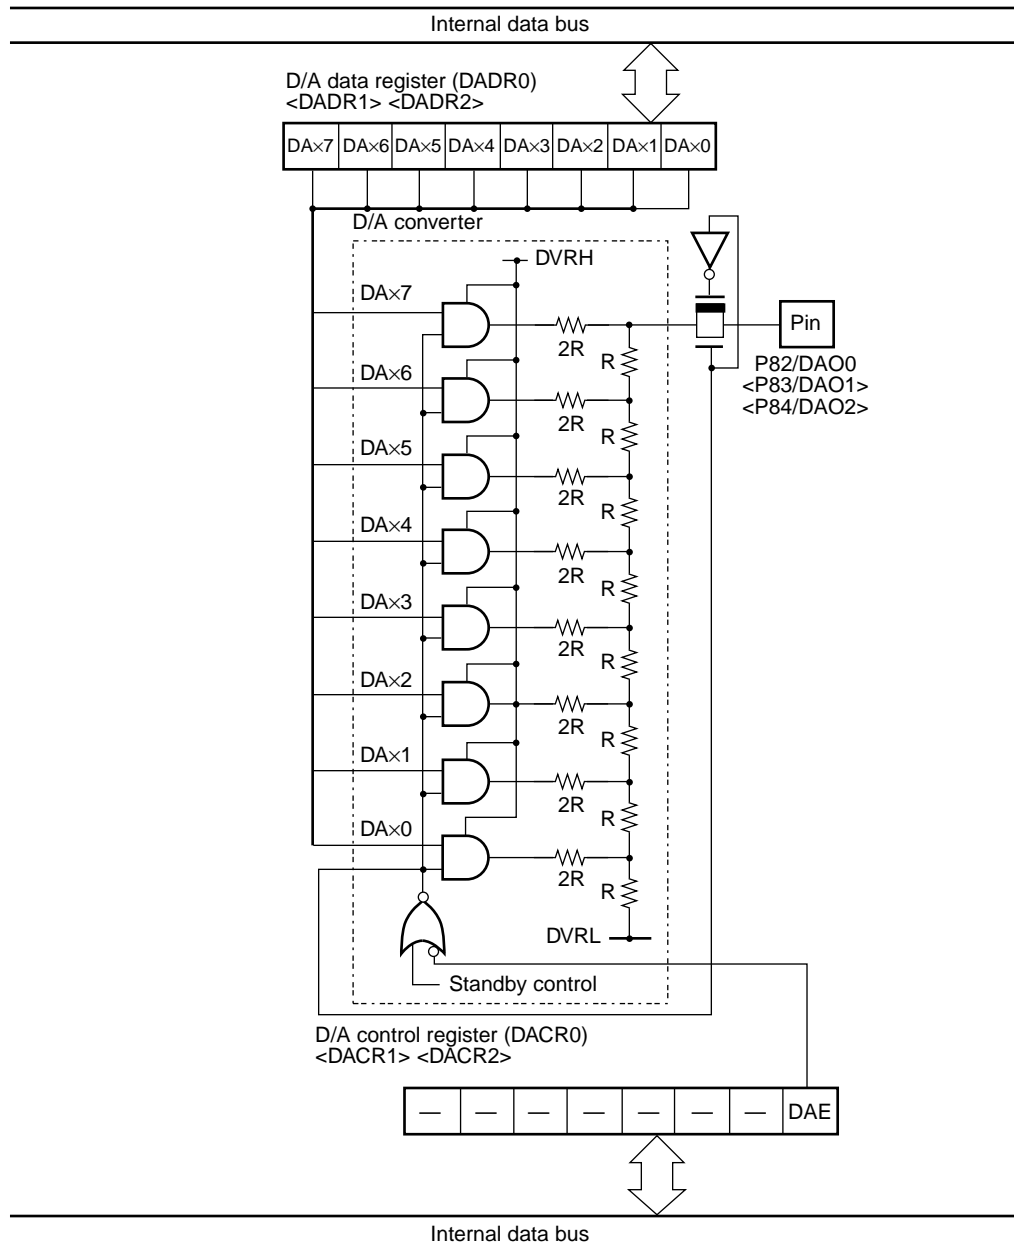 Internal data bus
D/A data register (DADR0)
<DADR1> <DADR2>
DA×7 DA×6 DA×5 DA×4 DA×3 DA×2 DA×1 DA×0
D/A converter
DVRH
DA×7
2R
R
Pin
P82/DAO0
<P83/DAO1>
<P84/DAO2>
DA×6
2R
R
DA×5
2R
R
DA×4
2R
R
DA×3
2R
R
DA×2
2R
R
DA×1
2R
R
DA×0
2R
R
DVRL
Standby control
D/A control register (DACR0)
<DACR1> <DACR2>
— — — — — — — DAE
Internal data bus